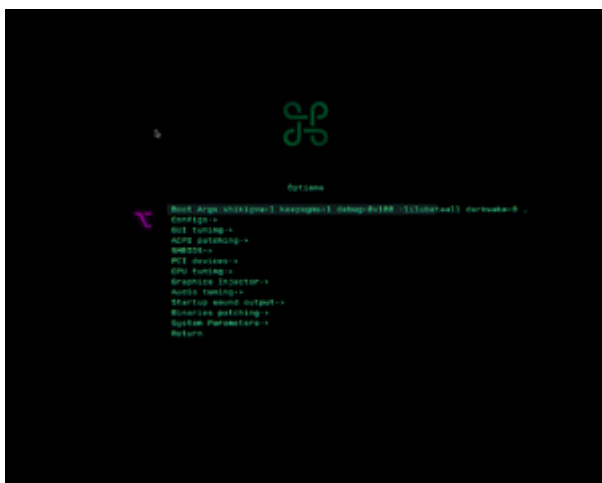 Options
Boot Args:shikigva=1 keepsyms=1 debug=0x100 -lilubetaall darkwake=0
Configs->
GUI tuning->
ACPI patching->
SMBIOS->
PCI devices->
CPU tuning->
Graphics Injector->
Audio tuning->
Startup sound output->
Binaries patching->
System Parameters->
Return